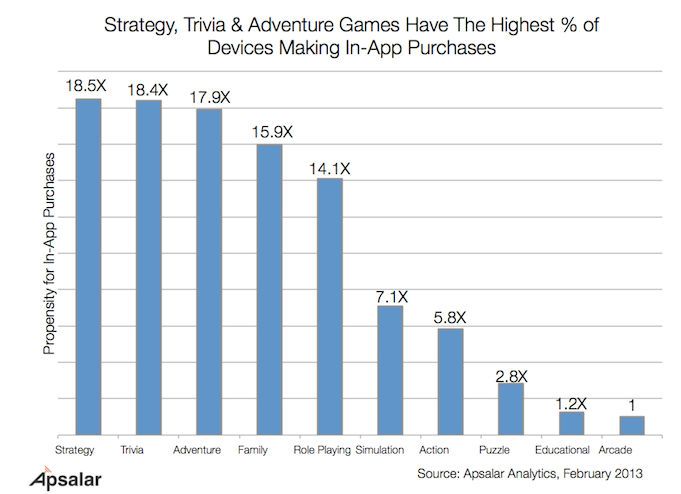 Strategy, Trivia & Adventure Games Have The Highest % of
Devices Making In-App Purchases
Propensity for In-App Purchases
18.5X
18.4X
17.9X
15.9X
14.1X
7.1X
5.8X
2.8X
1.2X
1
Strategy Trivia Adventure Family Role Playing Simulation Action Puzzle Educational Arcade
Apsalar
Source: Apsalar Analytics, February 2013